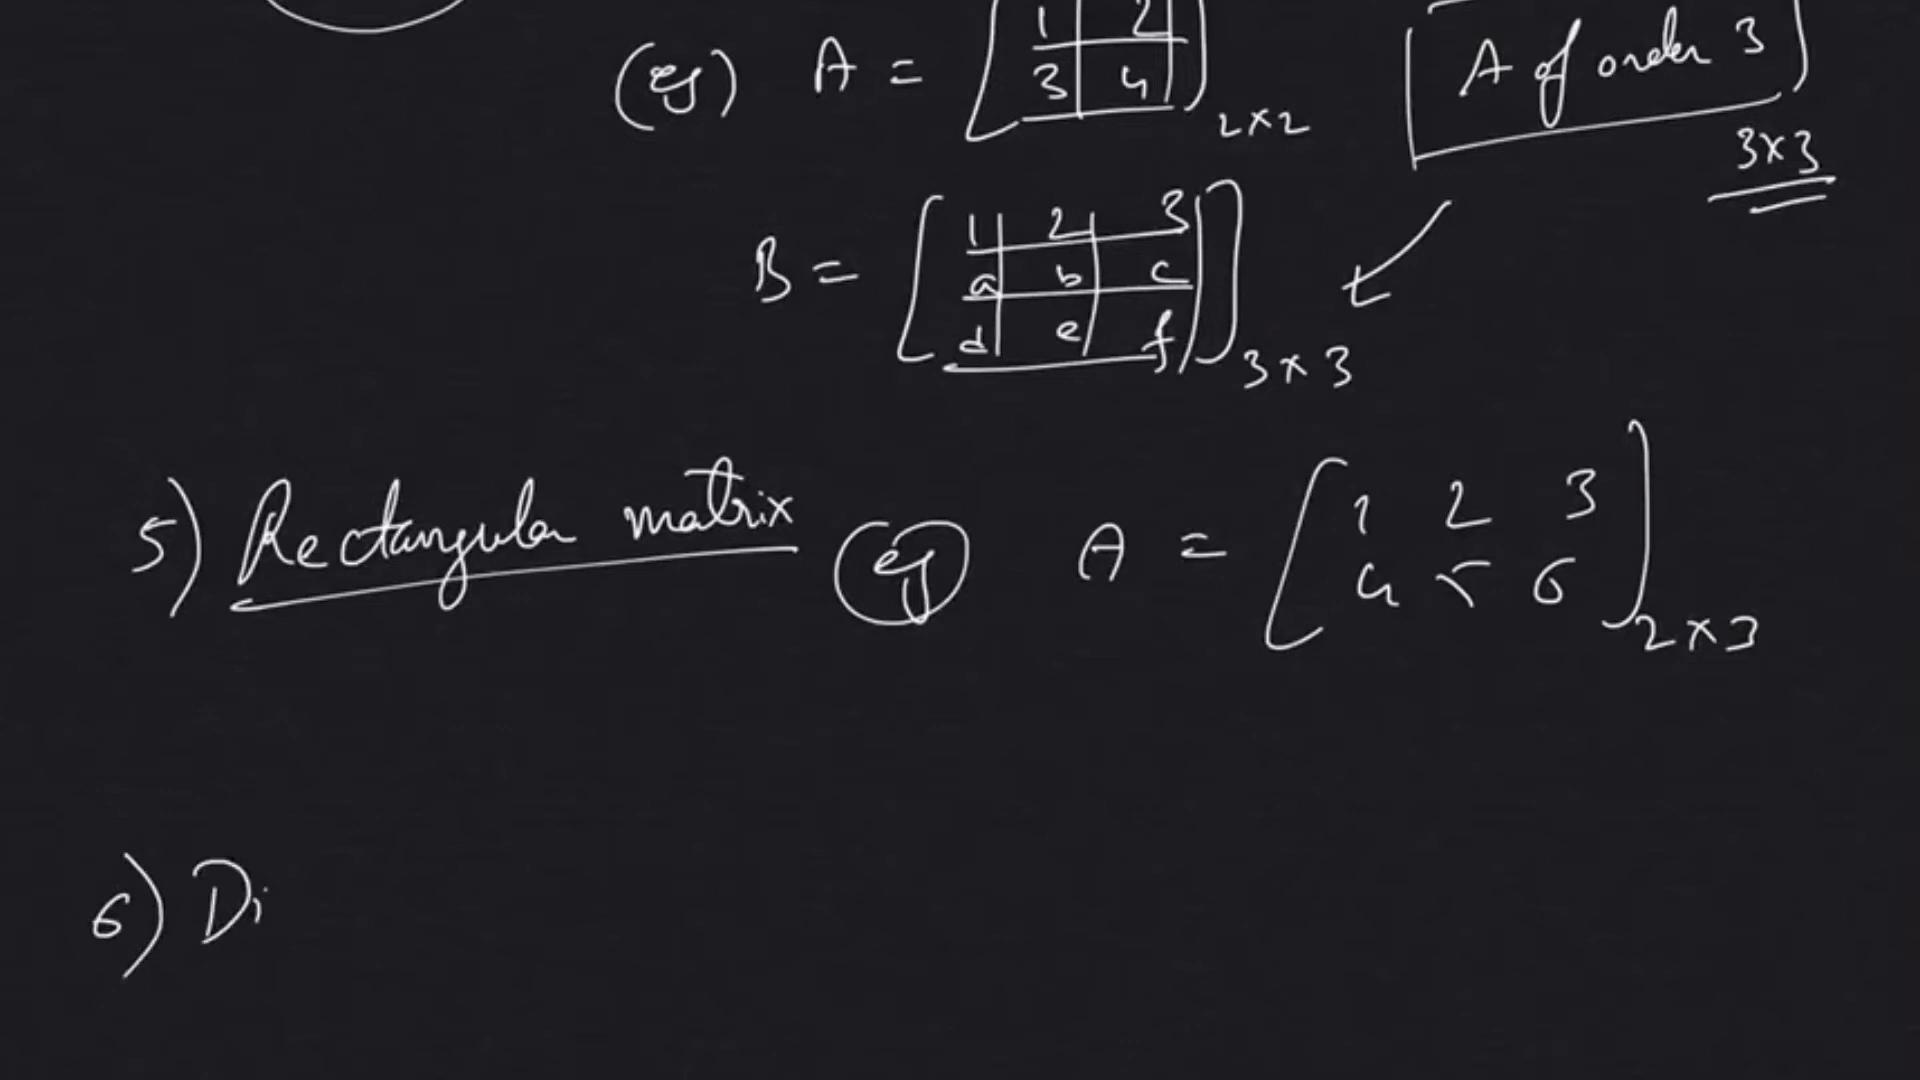 (eg) A = [1 2
3 4] 2×2
A of order 3
3×3
B = [1 2 3
a b c
d e f] 3×3
5) Rectangular matrix (eg) A = [1 2 3
4 5 6] 2×3
6) Di